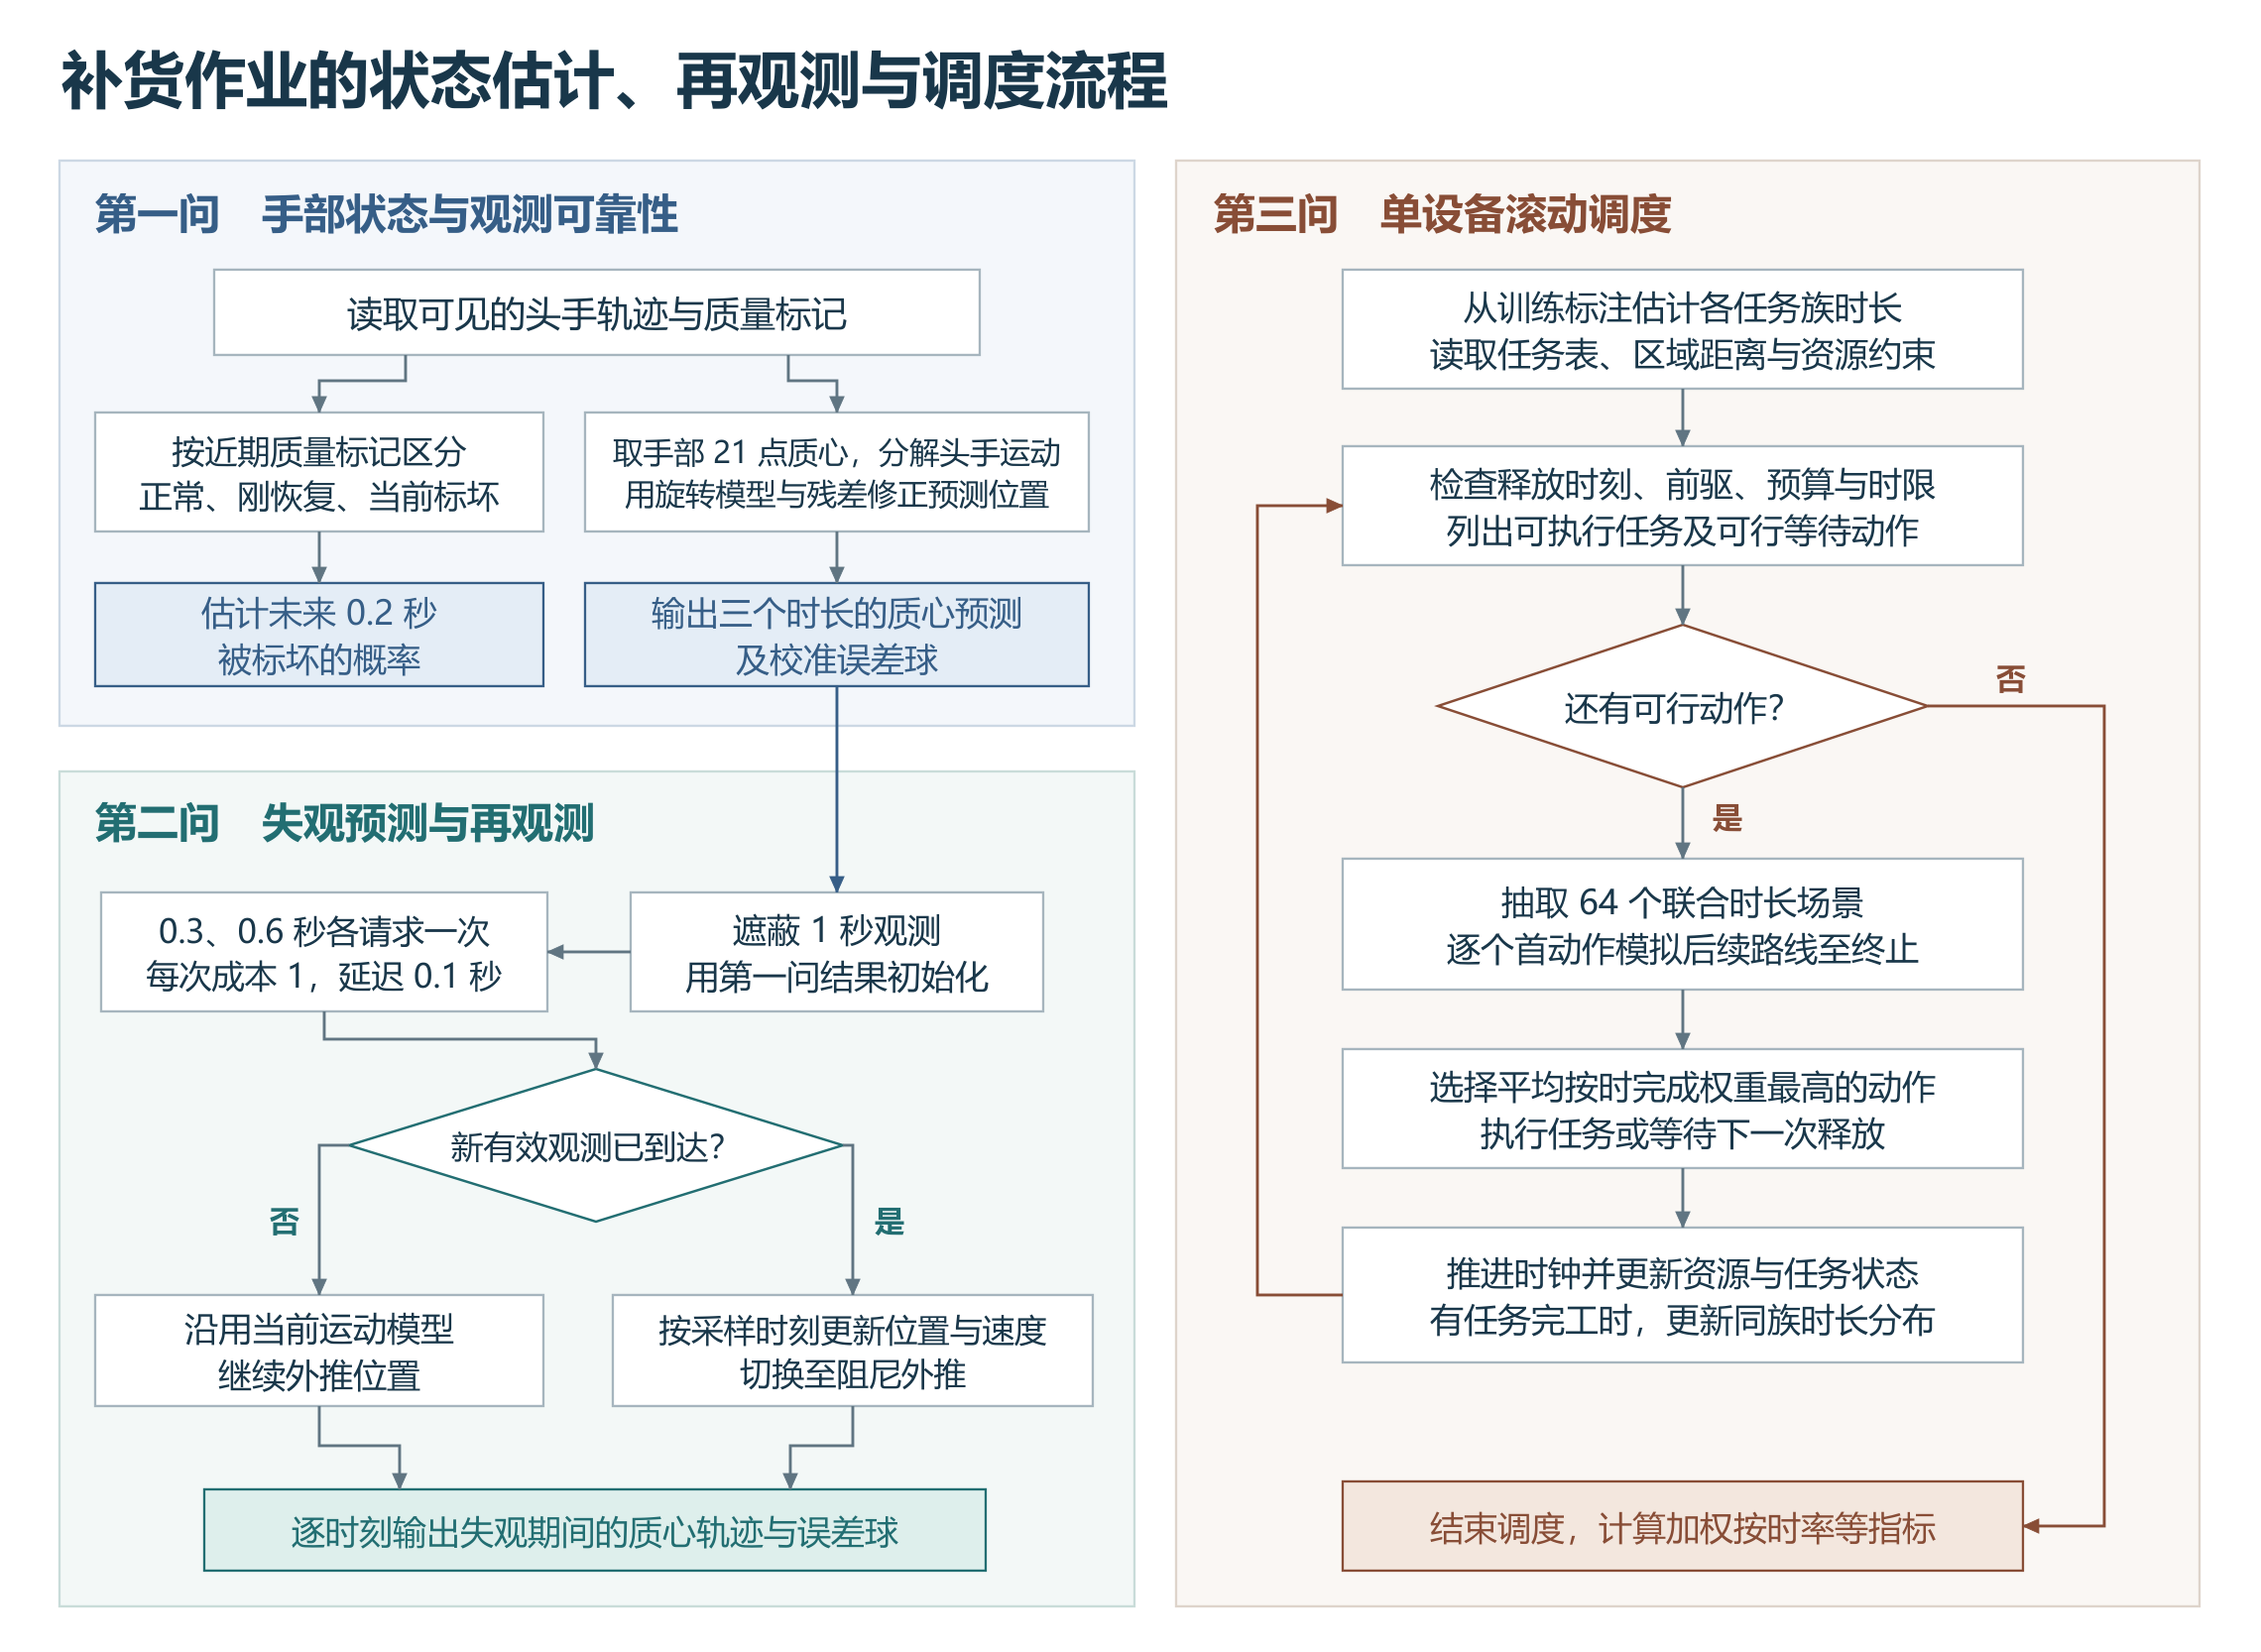 补货作业的状态估计、再观测与调度流程
第一问 手部状态与观测可靠性
读取可见的头手轨迹与质量标记
按近期质量标记区分
正常、刚恢复、当前标坏
取手部 21 点质心，分解头手运动
用旋转模型与残差修正预测位置
估计未来 0.2 秒
被标坏的概率
输出三个时长的质心预测
及校准误差球
第二问 失观预测与再观测
0.3、0.6 秒各请求一次
每次成本 1，延迟 0.1 秒
遮蔽 1 秒观测
用第一问结果初始化
新有效观测已到达？
否
是
沿用当前运动模型
继续外推位置
按采样时刻更新位置与速度
切换至阻尼外推
逐时刻输出失观期间的质心轨迹与误差球
第三问 单设备滚动调度
从训练标注估计各任务族时长
读取任务表、区域距离与资源约束
检查释放时刻、前驱、预算与时限
列出可执行任务及可行等待动作
还有可行动作？
否
是
抽取 64 个联合时长场景
逐个首动作模拟后续路线至终止
选择平均按时完成权重最高的动作
执行任务或等待下一次释放
推进时钟并更新资源与任务状态
有任务完工时，更新同族时长分布
结束调度，计算加权按时率等指标